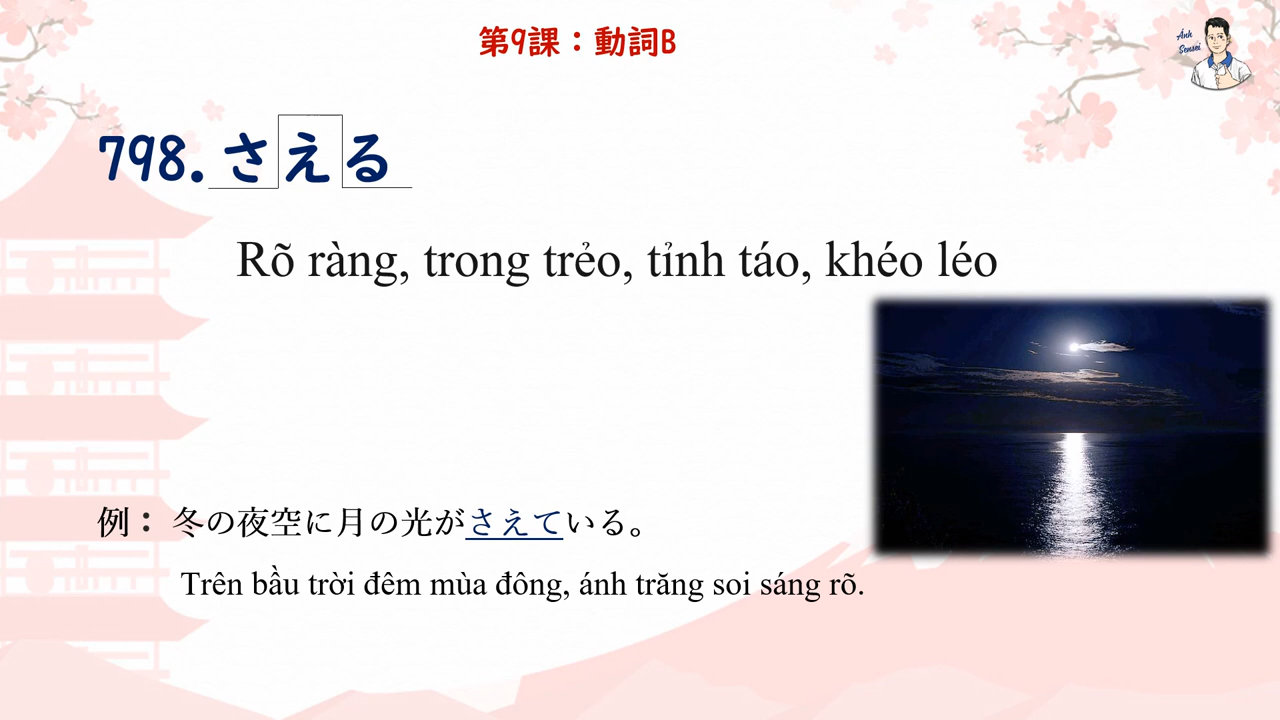 第9課：動詞B
Anh
Sensei
798. さえる
Rõ ràng, trong trẻo, tỉnh táo, khéo léo
例： 冬の夜空に月の光がさえている。
Trên bầu trời đêm mùa đông, ánh trăng soi sáng rõ.